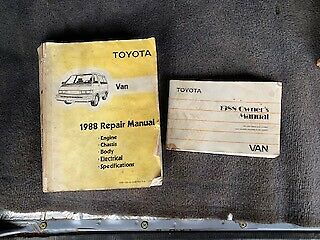 TOYOTA
Van
1988 Repair Manual
· Engine
· Chassis
· Body
· Electrical
· Specifications
TOYOTA
1988 Owner's
Manual
VAN